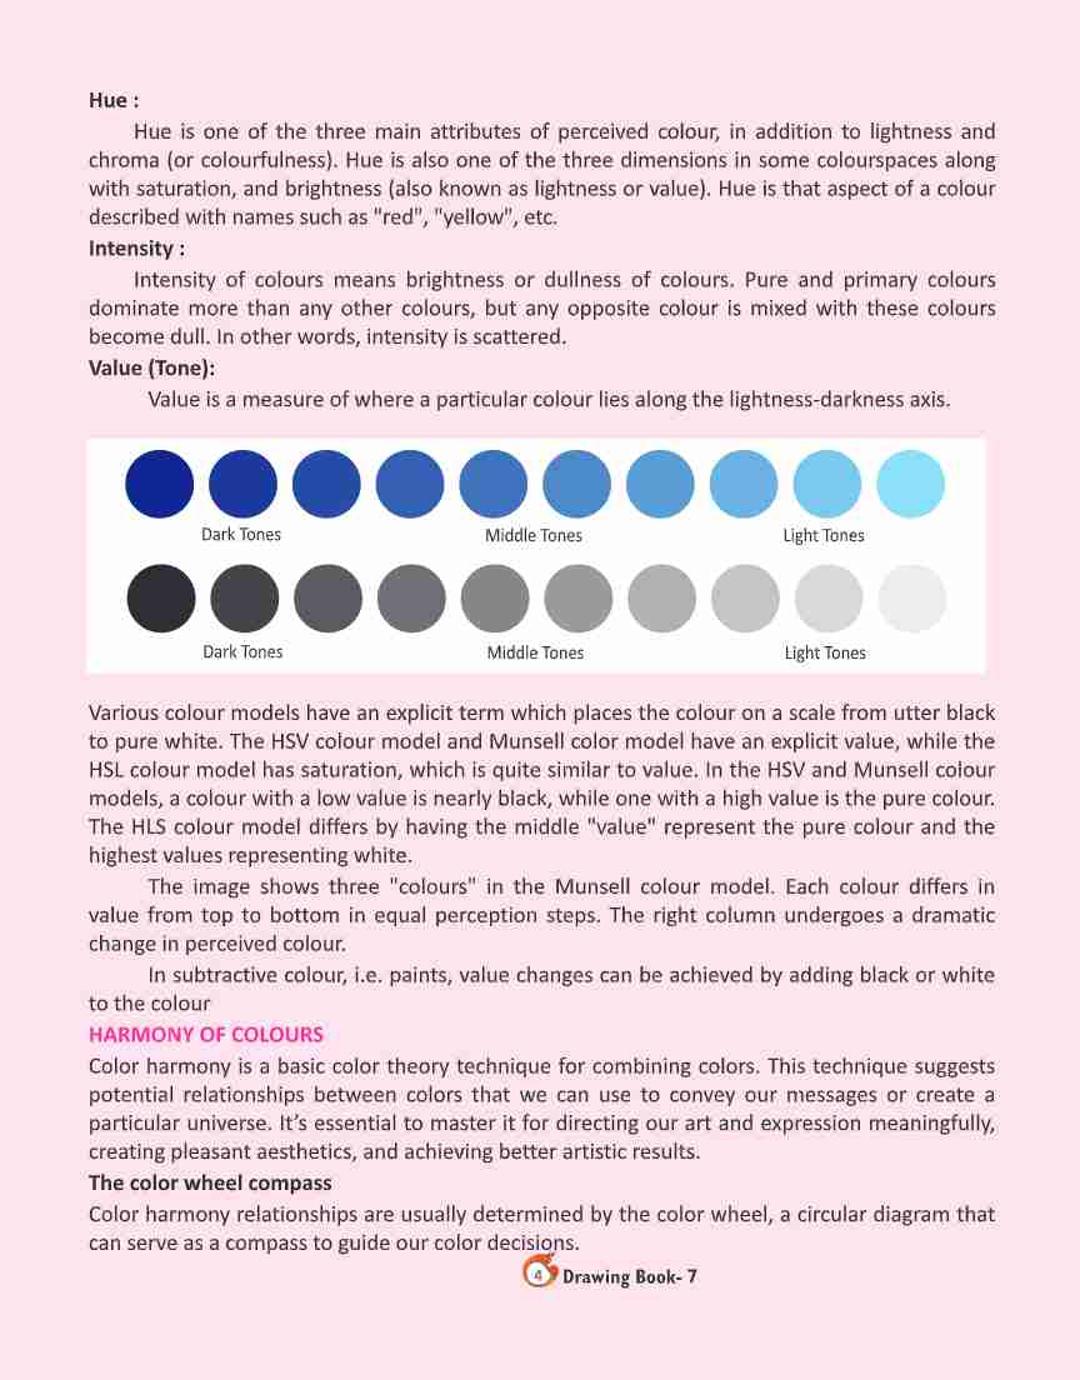 Hue :
Hue is one of the three main attributes of perceived colour, in addition to lightness and
chroma (or colourfulness). Hue is also one of the three dimensions in some colourspaces along
with saturation, and brightness (also known as lightness or value). Hue is that aspect of a colour
described with names such as "red", "yellow", etc.
Intensity :
Intensity of colours means brightness or dullness of colours. Pure and primary colours
dominate more than any other colours, but any opposite colour is mixed with these colours
become dull. In other words, intensity is scattered.
Value (Tone):
Value is a measure of where a particular colour lies along the lightness-darkness axis.
Dark Tones Middle Tones Light Tones
Dark Tones Middle Tones Light Tones
Various colour models have an explicit term which places the colour on a scale from utter black
to pure white. The HSV colour model and Munsell color model have an explicit value, while the
HSL colour model has saturation, which is quite similar to value. In the HSV and Munsell colour
models, a colour with a low value is nearly black, while one with a high value is the pure colour.
The HLS colour model differs by having the middle "value" represent the pure colour and the
highest values representing white.
The image shows three "colours" in the Munsell colour model. Each colour differs in
value from top to bottom in equal perception steps. The right column undergoes a dramatic
change in perceived colour.
In subtractive colour, i.e. paints, value changes can be achieved by adding black or white
to the colour
HARMONY OF COLOURS
Color harmony is a basic color theory technique for combining colors. This technique suggests
potential relationships between colors that we can use to convey our messages or create a
particular universe. It’s essential to master it for directing our art and expression meaningfully,
creating pleasant aesthetics, and achieving better artistic results.
The color wheel compass
Color harmony relationships are usually determined by the color wheel, a circular diagram that
can serve as a compass to guide our color decisions.
4 Drawing Book- 7